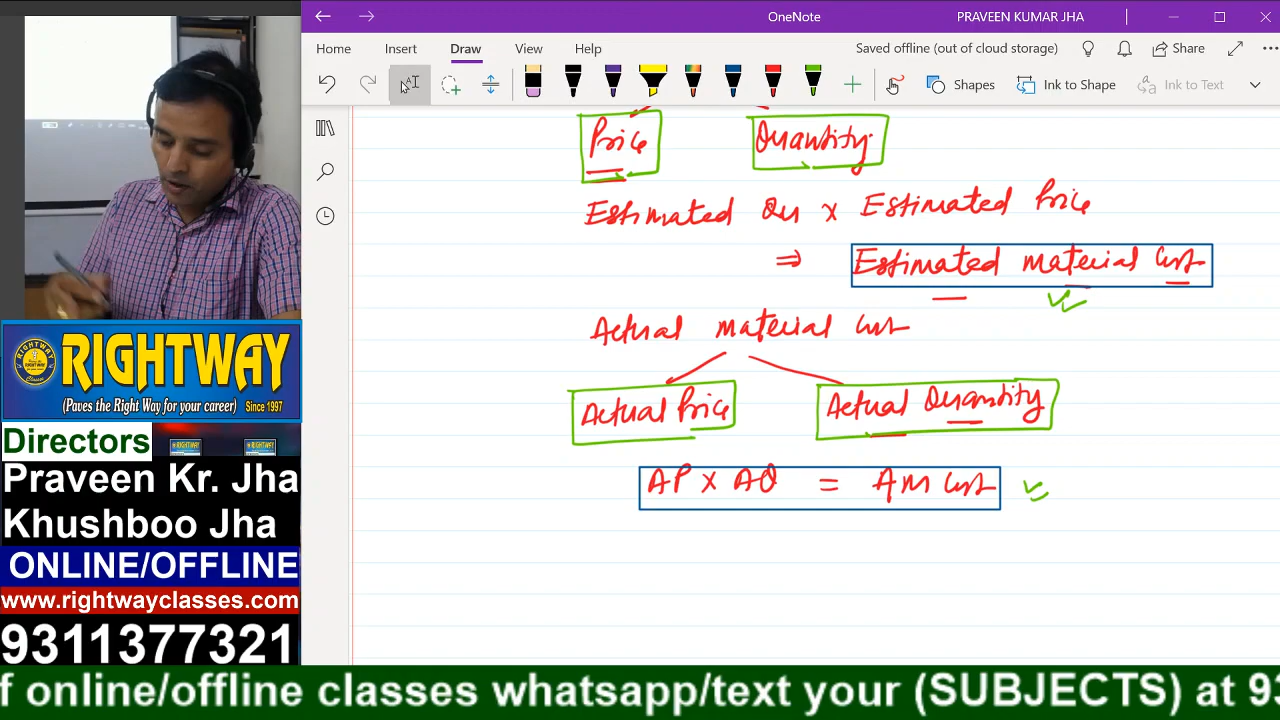 OneNote
PRAVEEN KUMAR JHA
Home Insert Draw View Help
Saved offline (out of cloud storage)
Share
Shapes
Ink to Shape
Ink to Text
Price Quantity
Estimated Qu x Estimated Price
⇒ Estimated material Cost
Actual material Cost
Actual Price Actual Quantity
AP x AQ = AM Cost
RIGHTWAY
(Paves the Right Way for your career) Since 1997
Directors
Praveen Kr. Jha
Khushboo Jha
ONLINE/OFFLINE
www.rightwayclasses.com
9311377321
f online/offline classes whatsapp/text your (SUBJECTS) at 93